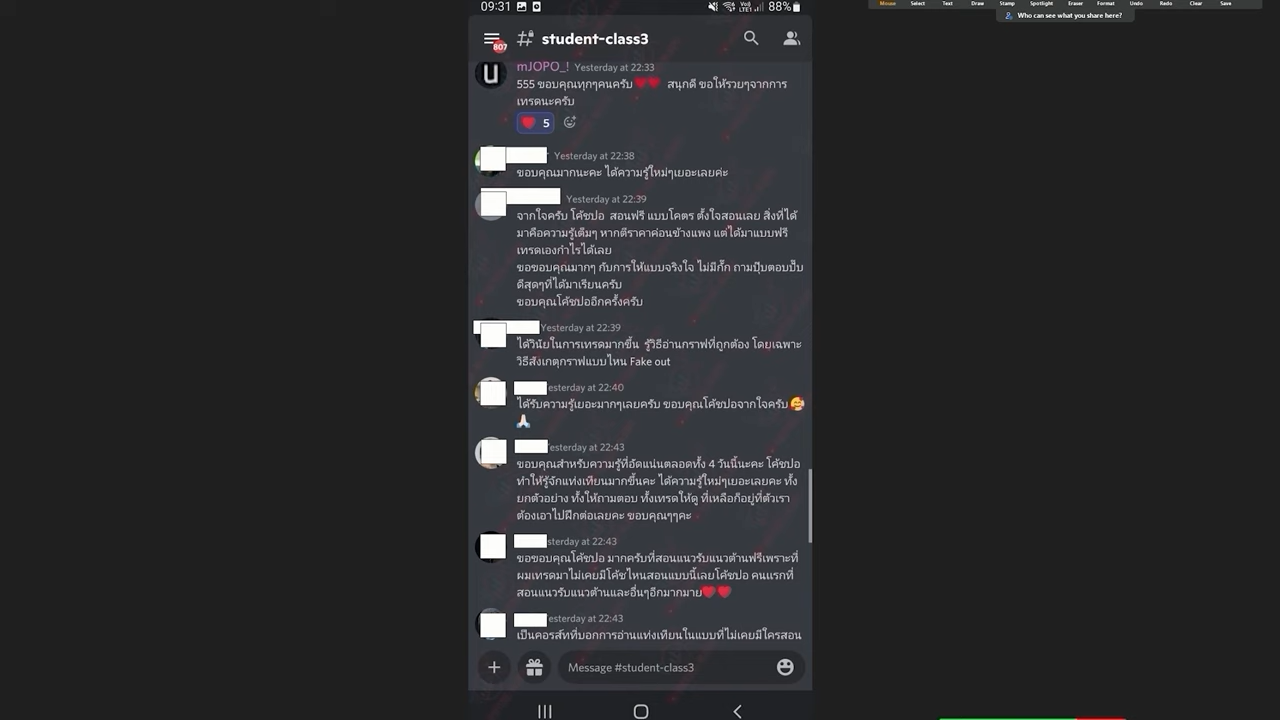 Mouse Select Text Draw Stamp Spotlight Eraser Format Undo Redo Clear Save
Who can see what you share here?
09:31 88%
807 student-class3
mJOPO_! Yesterday at 22:33
555 ขอบคุณทุกๆคนครับ❤️❤️ สนุกดี ขอให้รวยๆจากการ
เทรดนะครับ
❤️ 5
Yesterday at 22:38
ขอบคุณมากนะคะ ได้ความรู้ใหม่ๆเยอะเลยค่ะ
Yesterday at 22:39
จากใจครับ โค้ชปอ สอนฟรี แบบโคตร ตั้งใจสอนเลย สิ่งที่ได้
มาคือความรู้เต็มๆ หากตีราคาค่อนข้างแพง แต่ได้มาแบบฟรี
เทรดเองกำไรได้เลย
ขอขอบคุณมากๆ กับการให้แบบจริงใจ ไม่มีกั๊ก ถามปุ๊บตอบปั๊บ
ดีสุดๆที่ได้มาเรียนครับ
ขอบคุณโค้ชปออีกครั้งครับ
Yesterday at 22:39
ได้วินัยในการเทรดมากขึ้น รู้วิธีอ่านกราฟที่ถูกต้อง โดยเฉพาะ
วิธีสังเกตุกราฟแบบไหน Fake out
esterday at 22:40
ได้รับความรู้เยอะมากๆเลยครับ ขอบคุณโค้ชปอจากใจครับ🥰
🙏🏻
esterday at 22:43
ขอบคุณสำหรับความรู้ที่อัดแน่นตลอดทั้ง 4 วันนี้นะคะ โค้ชปอ
ทำให้รู้จักแท่งเทียนมากขึ้นคะ ได้ความรู้ใหม่ๆเยอะเลยคะ ทั้ง
ยกตัวอย่าง ทั้งให้ถามตอบ ทั้งเทรดให้ดู ที่เหลือก็อยู่ที่ตัวเรา
ต้องเอาไปฝึกต่อเลยคะ ขอบคุณๆๆคะ
sterday at 22:43
ขอขอบคุณโค้ชปอ มากครับที่สอนแนวรับแนวต้านฟรีเพราะที่
ผมเทรดมาไม่เคยมีโค้ชไหนสอนแบบนี้เลยโค้ชปอ คนแรกที่
สอนแนวรับแนวต้านและอื่นๆอีกมากมาย❤️❤️
esterday at 22:43
เป็นคอรส์ที่บอกการอ่านแท่งเทียนในแบบที่ไม่เคยมีใครสอน
Message #student-class3